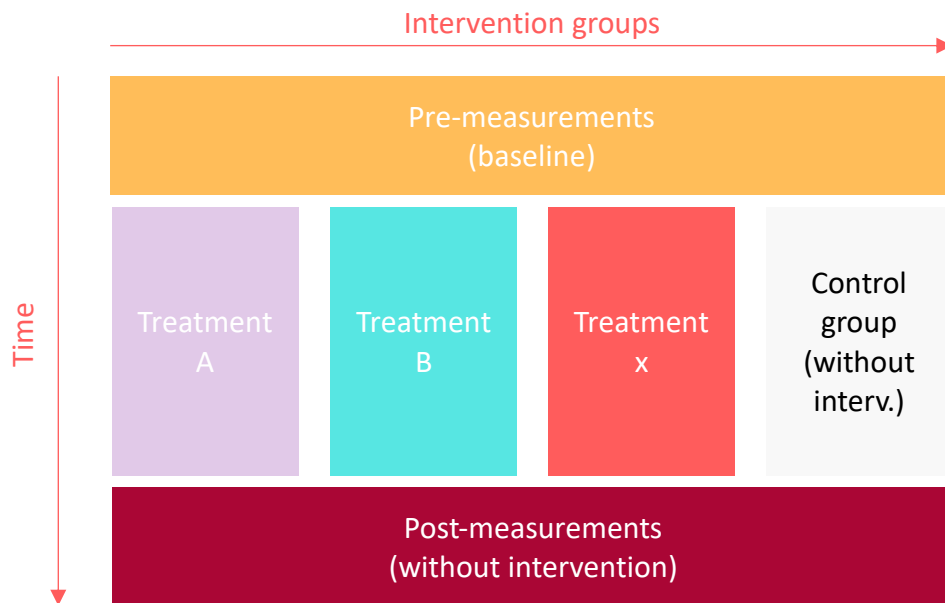 Intervention groups
Time
Pre-measurements
(baseline)
Treatment
A
Treatment
B
Treatment
x
Control
group
(without
interv.)
Post-measurements
(without intervention)